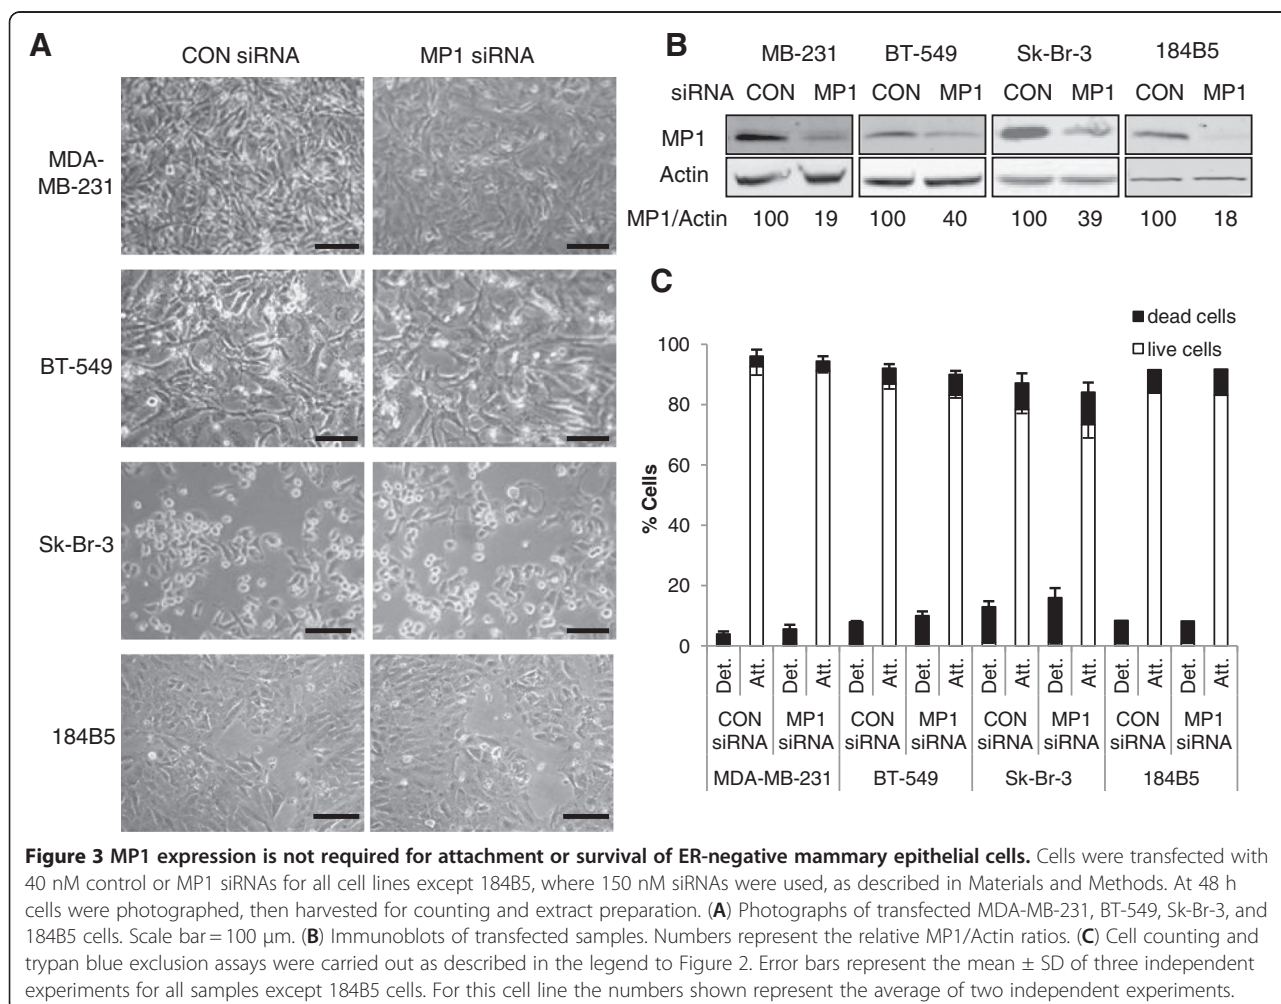 A
CON siRNA MP1 siRNA
MDA-
MB-231
BT-549
Sk-Br-3
184B5
B
MB-231 BT-549 Sk-Br-3 184B5
siRNA CON MP1 CON MP1 CON MP1 CON MP1
MP1
Actin
MP1/Actin 100 19 100 40 100 39 100 18
C
dead cells
live cells
% Cells
100
80
60
40
20
0
Det. Att. Det. Att. Det. Att. Det. Att. Det. Att. Det. Att. Det. Att. Det. Att.
CON MP1 CON MP1 CON MP1 CON MP1
siRNA siRNA siRNA siRNA siRNA siRNA siRNA siRNA
MDA-MB-231 BT-549 Sk-Br-3 184B5
Figure 3 MP1 expression is not required for attachment or survival of ER-negative mammary epithelial cells. Cells were transfected with
40 nM control or MP1 siRNAs for all cell lines except 184B5, where 150 nM siRNAs were used, as described in Materials and Methods. At 48 h
cells were photographed, then harvested for counting and extract preparation. (A) Photographs of transfected MDA-MB-231, BT-549, Sk-Br-3, and
184B5 cells. Scale bar = 100 μm. (B) Immunoblots of transfected samples. Numbers represent the relative MP1/Actin ratios. (C) Cell counting and
trypan blue exclusion assays were carried out as described in the legend to Figure 2. Error bars represent the mean ± SD of three independent
experiments for all samples except 184B5 cells. For this cell line the numbers shown represent the average of two independent experiments.